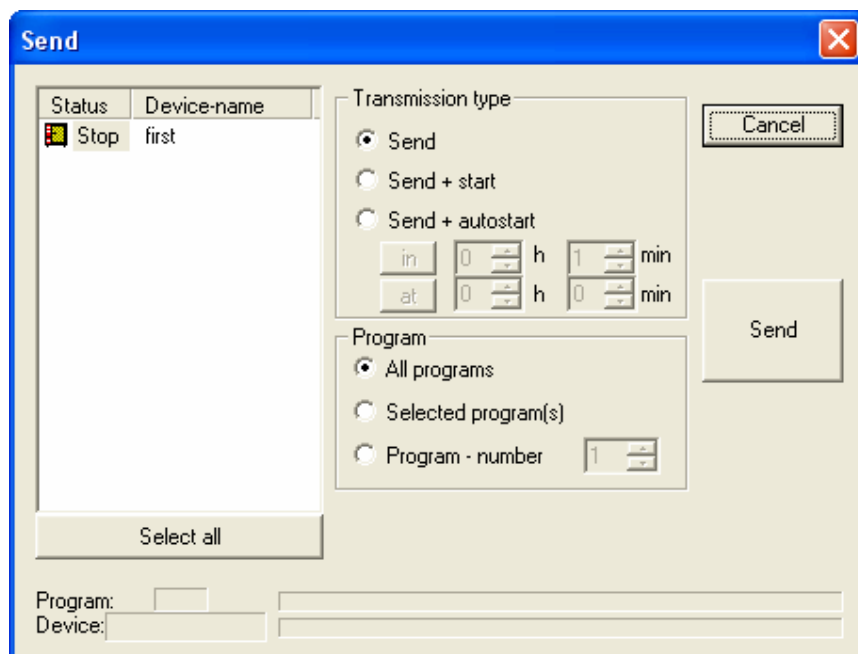 Send
Status Device-name
Stop first
Select all
Transmission type
Send
Send + start
Send + autostart
in 0 h 1 min
at 0 h 0 min
Program
All programs
Selected program(s)
Program - number 1
Cancel
Send
Program:
Device: